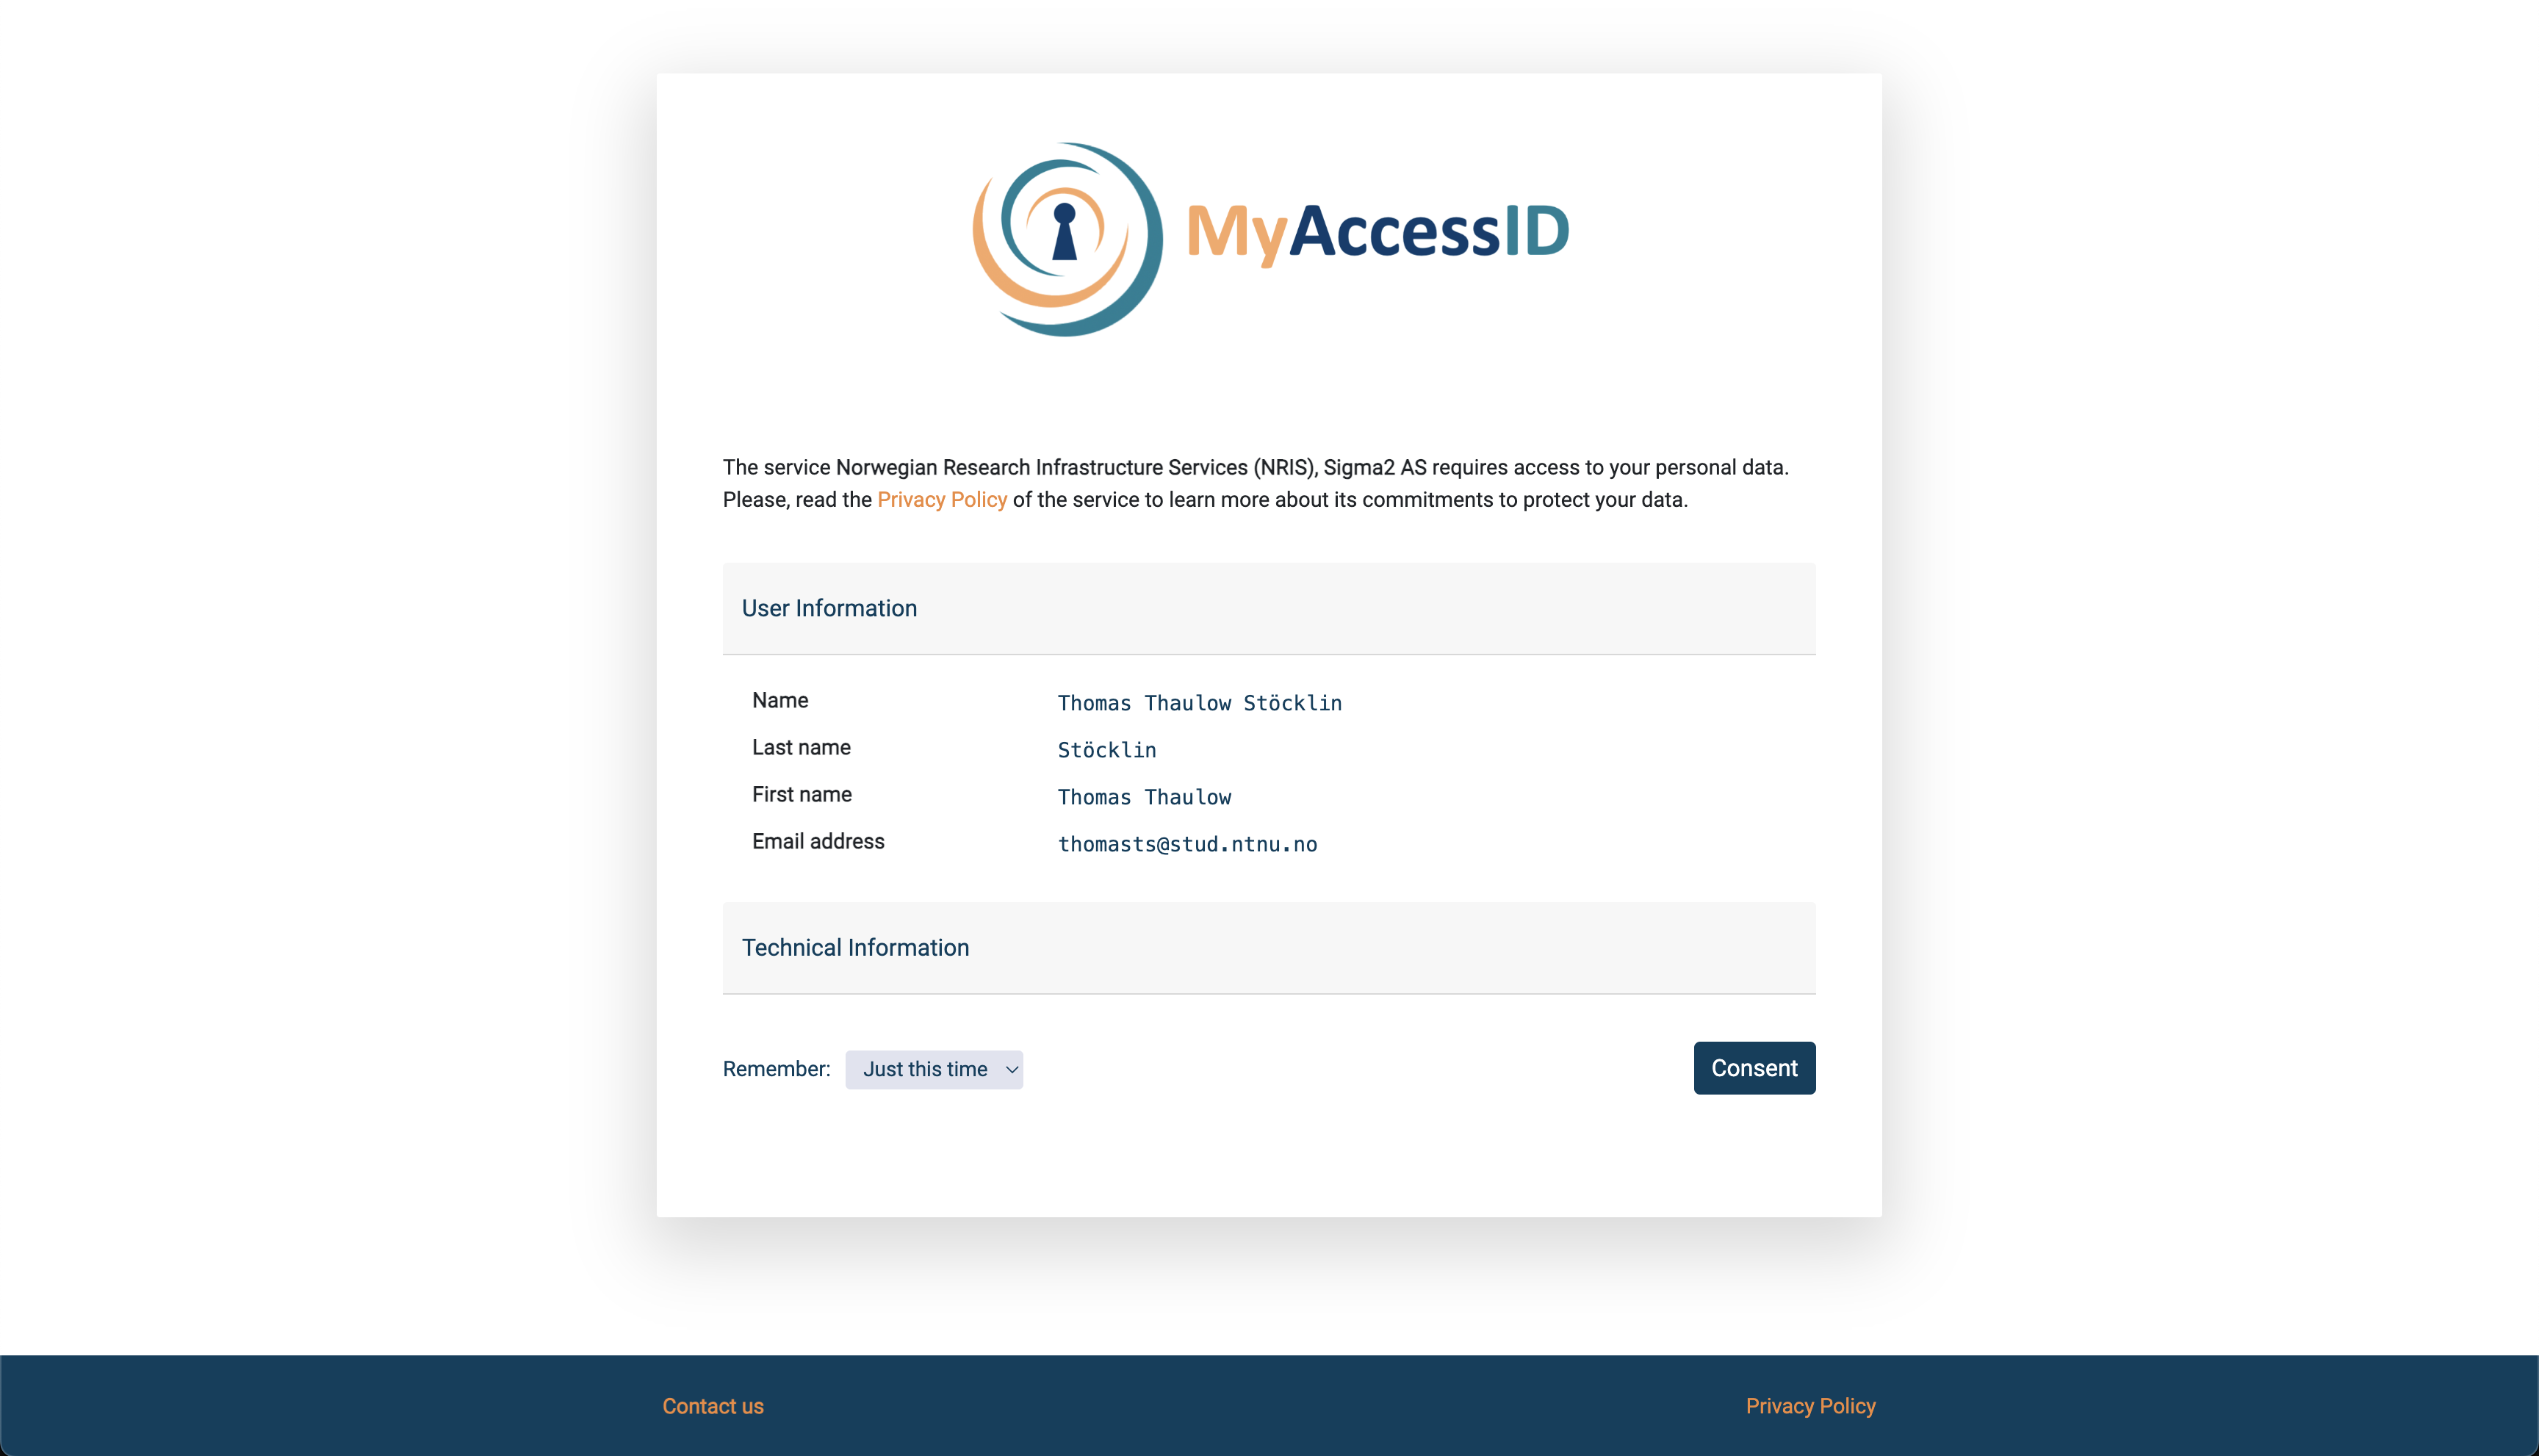 MyAccessID
The service Norwegian Research Infrastructure Services (NRIS), Sigma2 AS requires access to your personal data.
Please, read the Privacy Policy of the service to learn more about its commitments to protect your data.
User Information
Name Thomas Thaulow Stöcklin
Last name Stöcklin
First name Thomas Thaulow
Email address thomasts@stud.ntnu.no
Technical Information
Remember: Just this time Consent
Contact us Privacy Policy